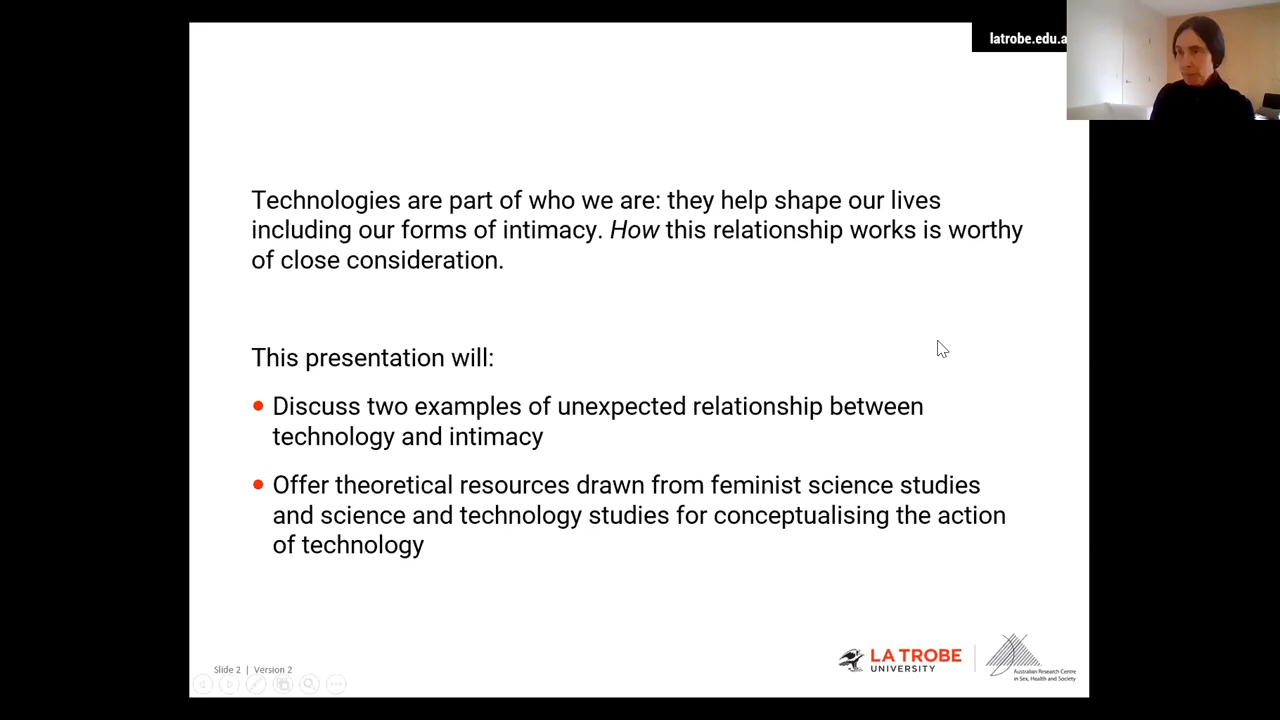 latrobe.edu.a
Technologies are part of who we are: they help shape our lives
including our forms of intimacy. How this relationship works is worthy
of close consideration.
This presentation will:
• Discuss two examples of unexpected relationship between
technology and intimacy
• Offer theoretical resources drawn from feminist science studies
and science and technology studies for conceptualising the action
of technology
Slide 2 | Version 2
LA TROBE
UNIVERSITY
Australian Research Centre
in Sex, Health and Society